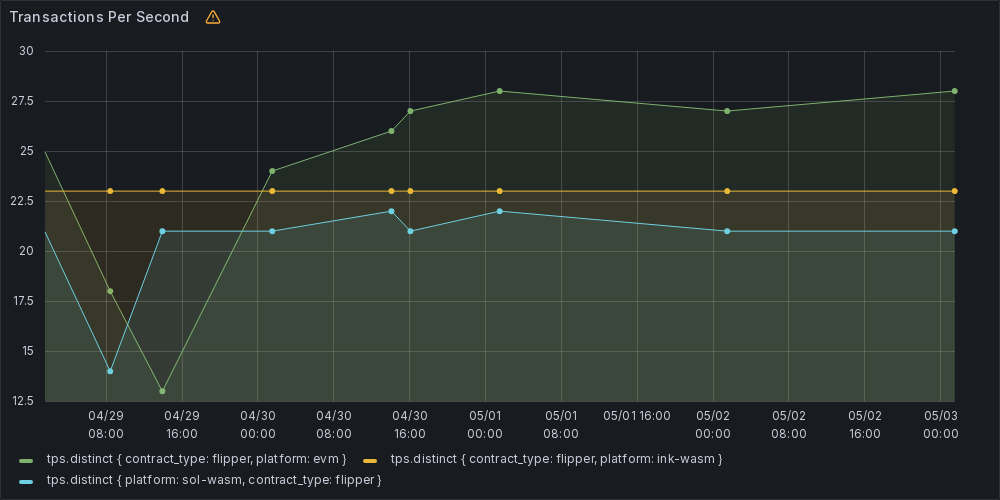 Transactions Per Second
30
27.5
25
22.5
20
17.5
15
12.5
04/29 04/29 04/30 04/30 04/30 05/01 05/01 05/01 16:00 05/02 05/02 05/02 05/03
08:00 16:00 00:00 08:00 16:00 00:00 08:00 00:00 08:00 16:00 00:00
tps.distinct { contract_type: flipper, platform: evm } tps.distinct { contract_type: flipper, platform: ink-wasm }
tps.distinct { platform: sol-wasm, contract_type: flipper }